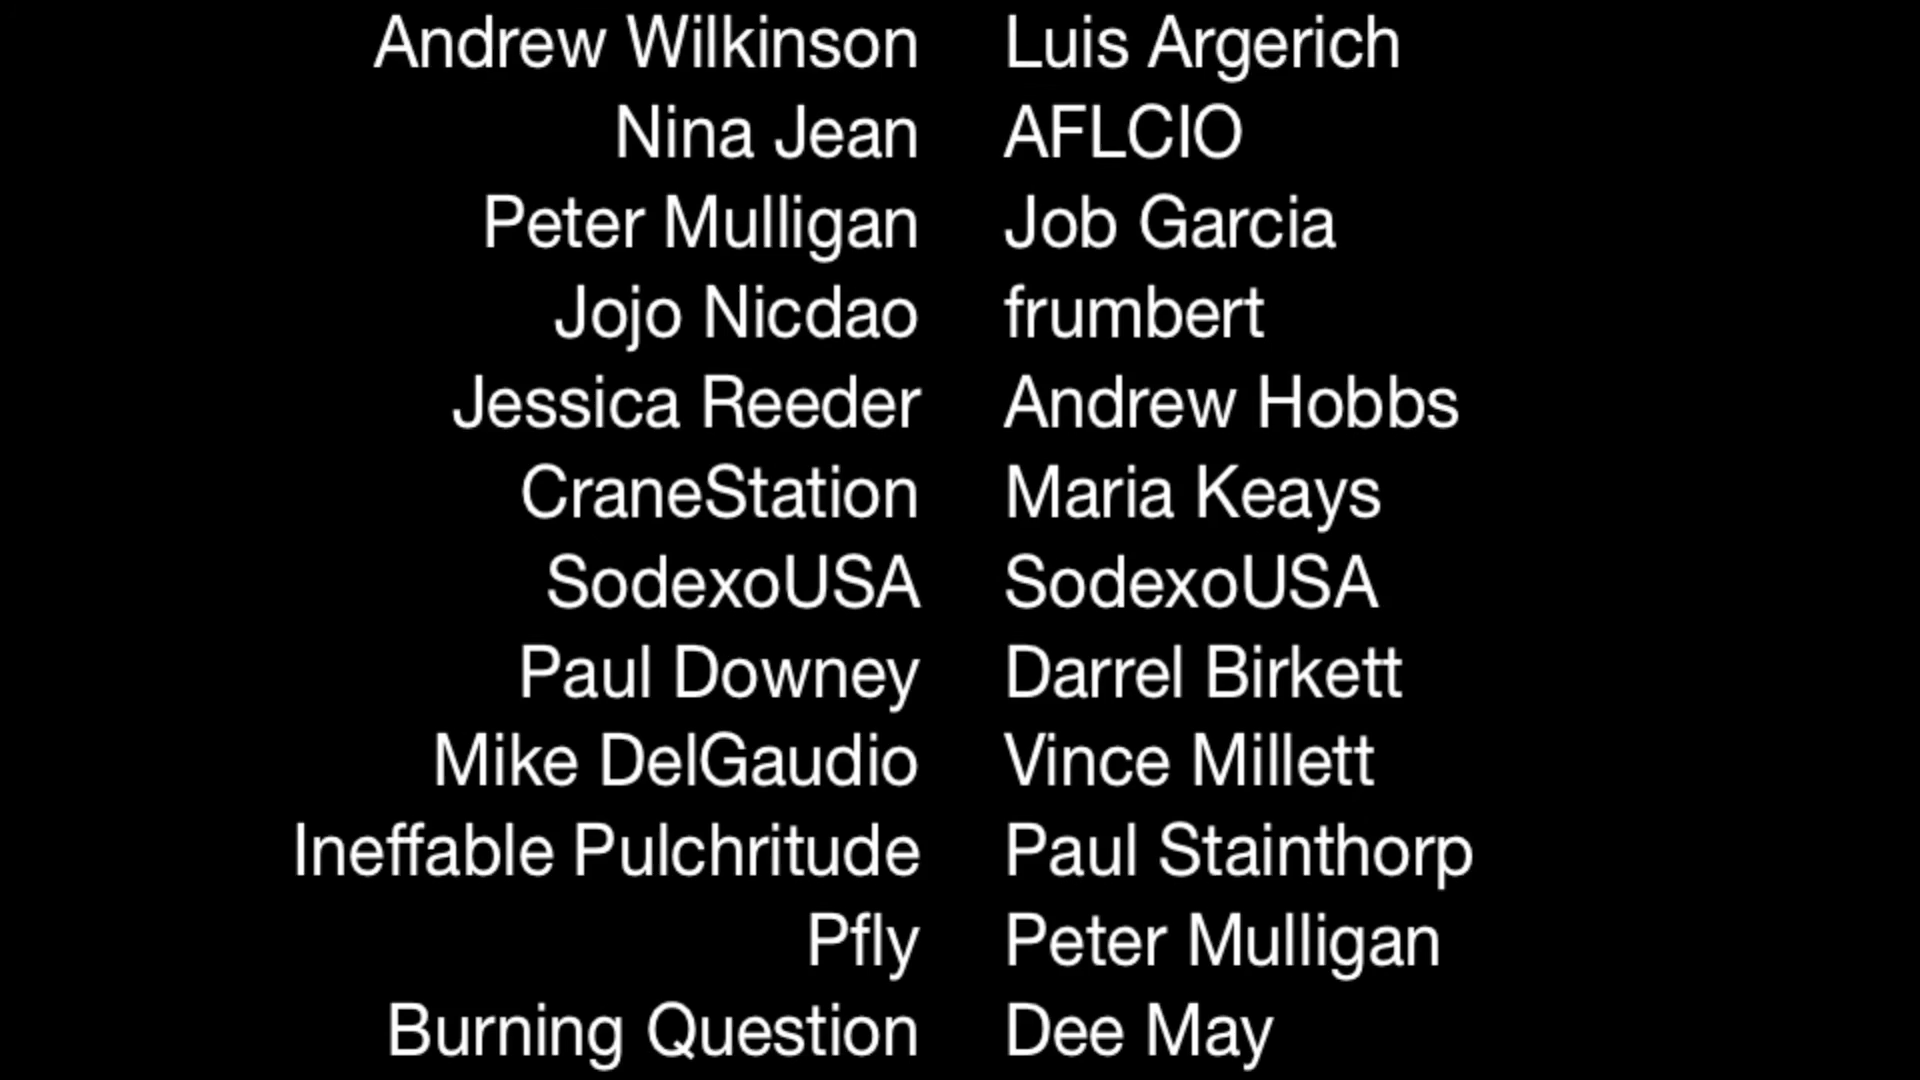 Andrew Wilkinson Luis Argerich
Nina Jean AFLCIO
Peter Mulligan Job Garcia
Jojo Nicdao frumbert
Jessica Reeder Andrew Hobbs
CraneStation Maria Keays
SodexoUSA SodexoUSA
Paul Downey Darrel Birkett
Mike DelGaudio Vince Millett
Ineffable Pulchritude Paul Stainthorp
Pfly Peter Mulligan
Burning Question Dee May